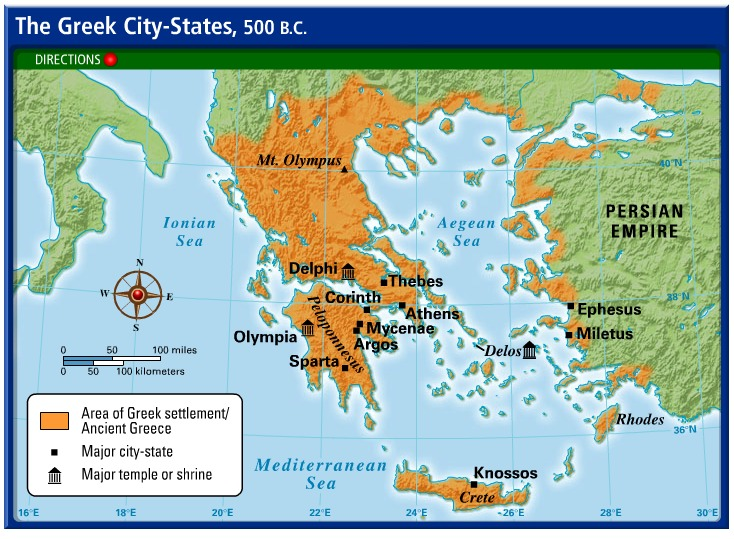 The Greek City-States, 500 B.C.
DIRECTIONS
Mt. Olympus
40°N
PERSIAN
EMPIRE
Ionian
Sea
Aegean
Sea
N
W E
S
Delphi
Thebes
38°N
Corinth
Athens
Ephesus
Peloponnesus
Mycenae
Miletus
Olympia
Argos
Delos
Sparta
0 50 100 miles
0 50 100 kilometers
Area of Greek settlement/
Ancient Greece
Major city-state
Major temple or shrine
Rhodes
36°N
Mediterranean
Sea
Knossos
Crete
16°E 18°E 20°E 22°E 24°E 26°E 28°E 30°E